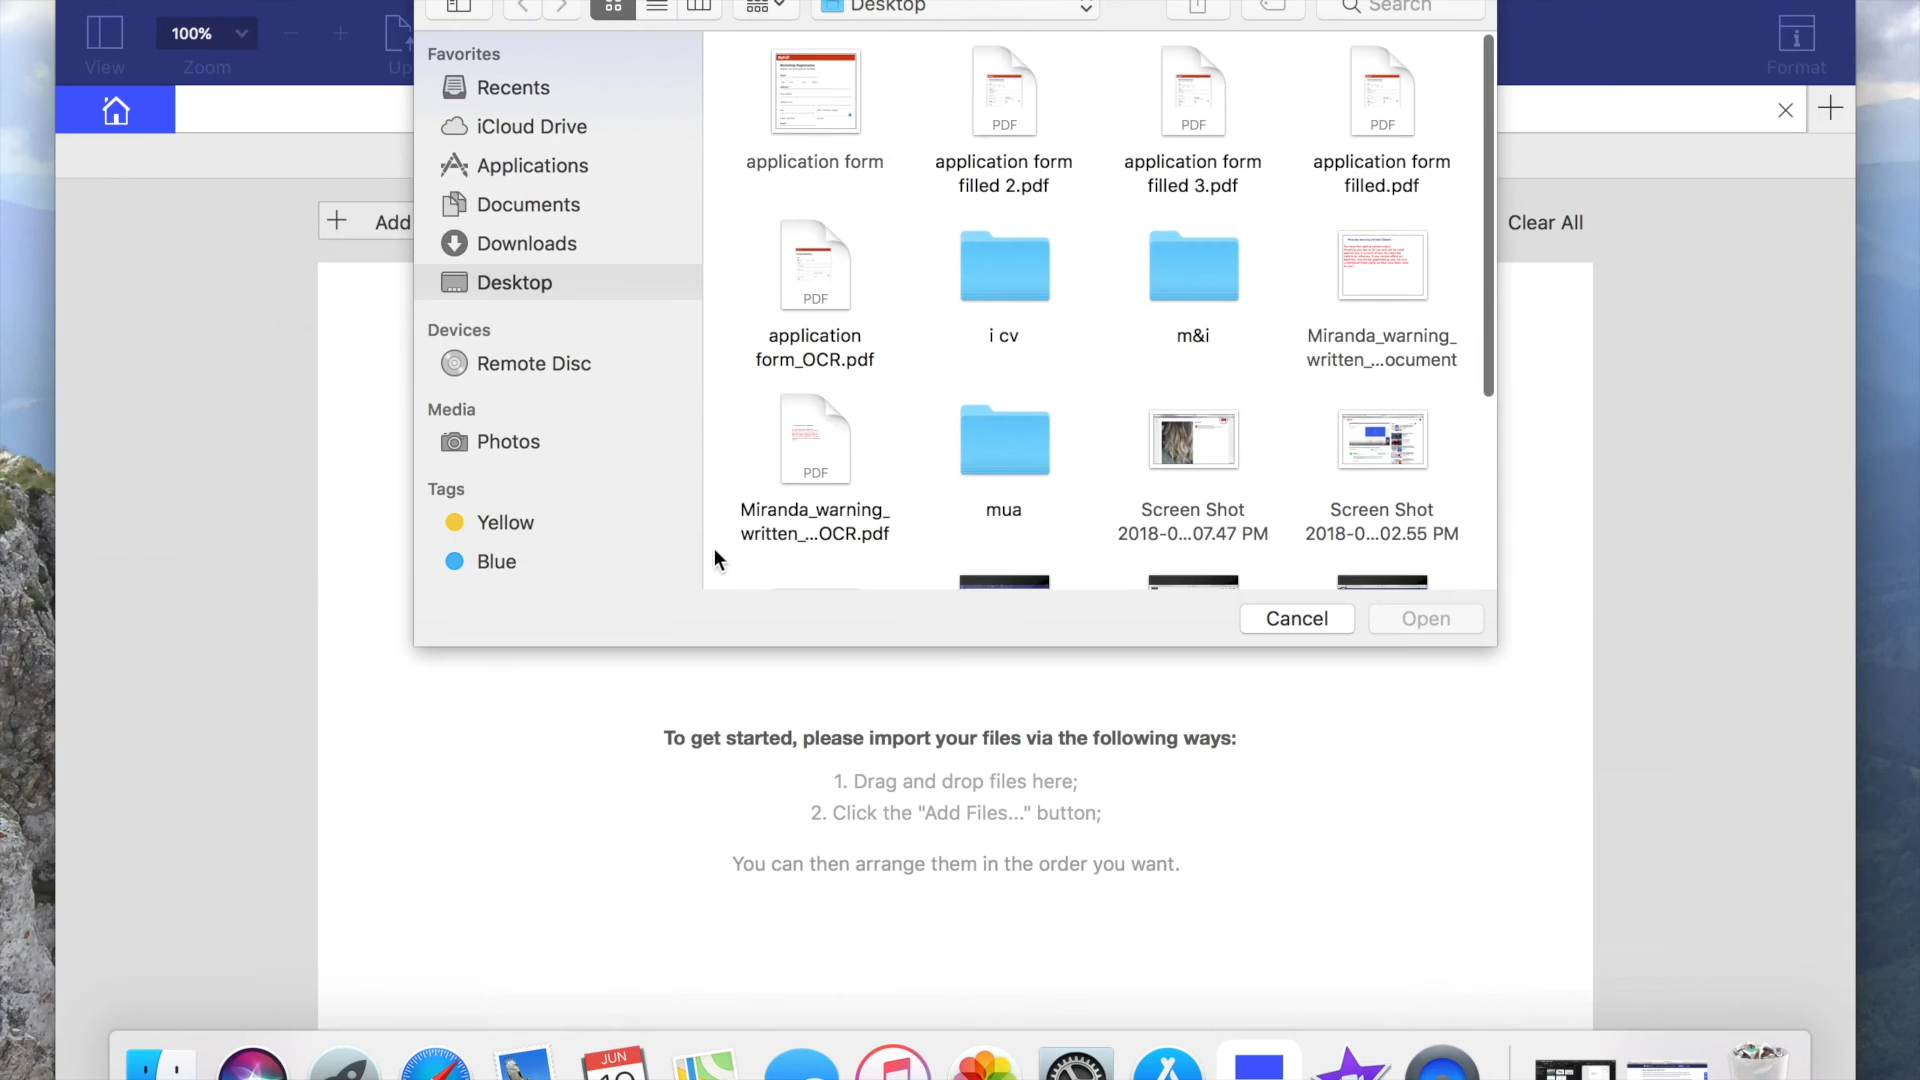 100%
View
Zoom
Up
Desktop
Search
Format
Favorites
Recents
iCloud Drive
Applications
Documents
Downloads
Desktop
Devices
Remote Disc
Media
Photos
Tags
Yellow
Blue
application form
PDF
application form
filled 2.pdf
PDF
application form
filled 3.pdf
PDF
application form
filled.pdf
PDF
application
form_OCR.pdf
i cv
m&i
Miranda_warning_
written_...ocument
PDF
Miranda_warning_
written_...OCR.pdf
mua
Screen Shot
2018-0...07.47 PM
Screen Shot
2018-0...02.55 PM
Cancel
Open
Add
Clear All
To get started, please import your files via the following ways:
1. Drag and drop files here;
2. Click the "Add Files..." button;
You can then arrange them in the order you want.
JUN